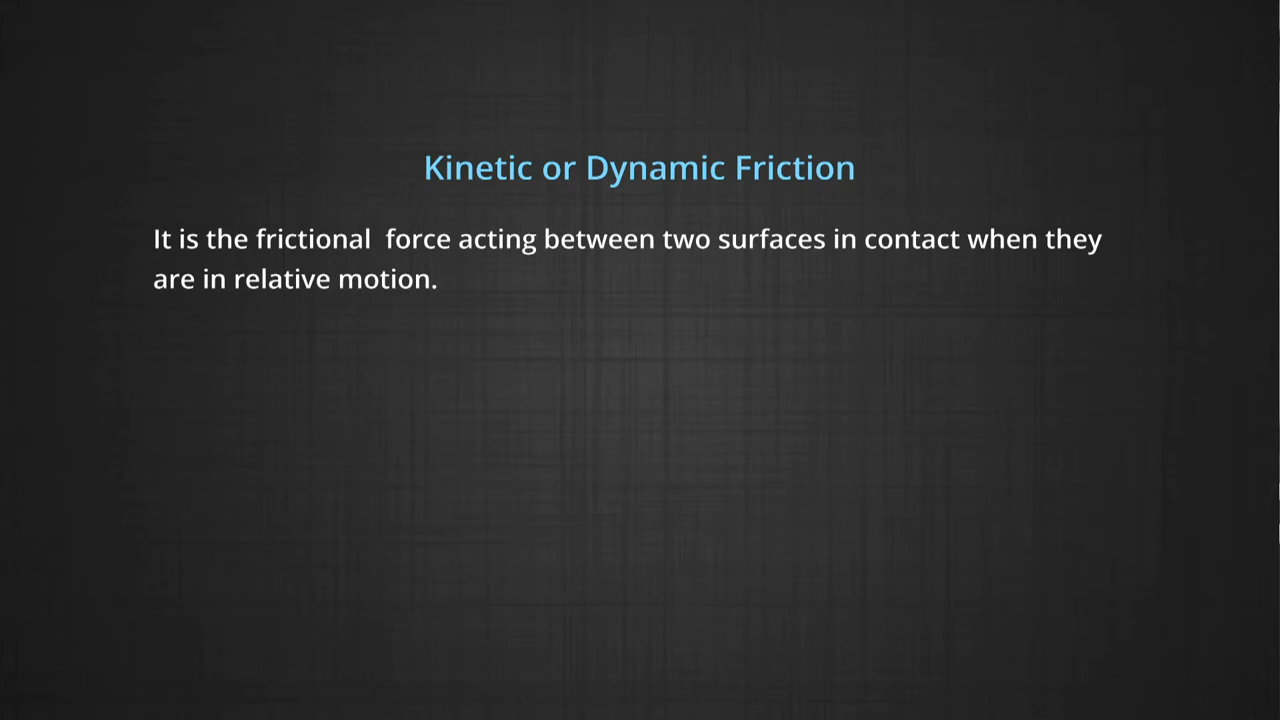 Kinetic or Dynamic Friction
It is the frictional  force acting between two surfaces in contact when they
are in relative motion.